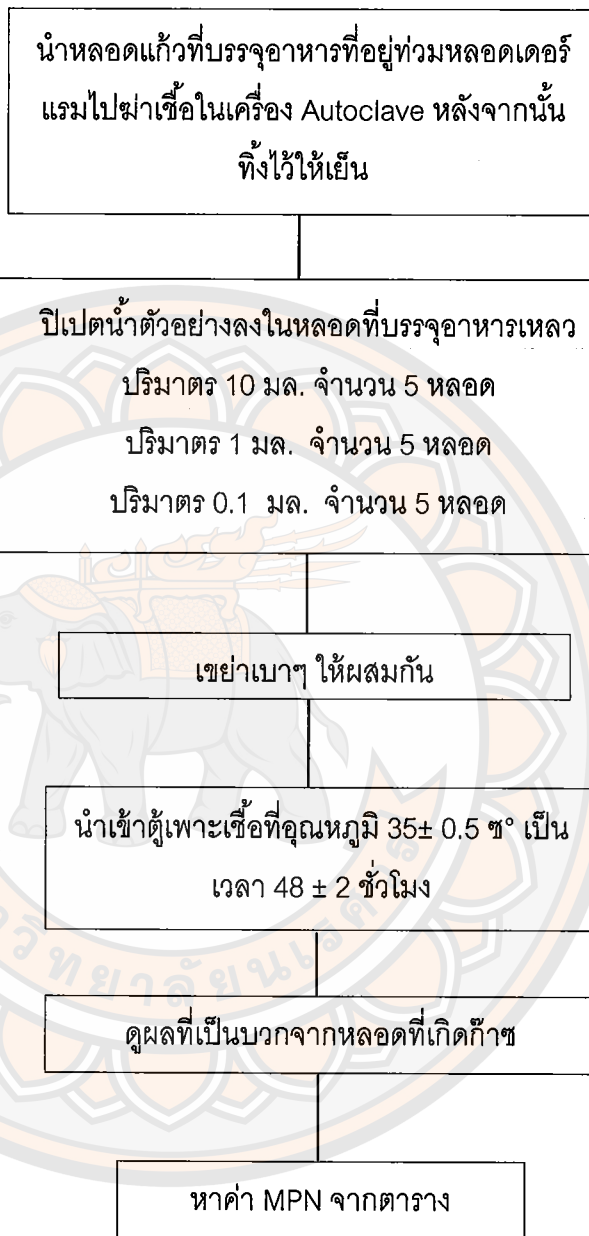 นำหลอดแก้วที่บรรจุอาหารที่อยู่ท่วมหลอดเดอร์
แรมไปฆ่าเชื้อในเครื่อง Autoclave หลังจากนั้น
ทิ้งไว้ให้เย็น
ปิเปตน้ำตัวอย่างลงในหลอดที่บรรจุอาหารเหลว
ปริมาตร 10 มล. จำนวน 5 หลอด
ปริมาตร 1 มล. จำนวน 5 หลอด
ปริมาตร 0.1 มล. จำนวน 5 หลอด
เขย่าเบาๆ ให้ผสมกัน
นำเข้าตู้เพาะเชื้อที่อุณหภูมิ 35± 0.5 ซ° เป็น
เวลา 48 ± 2 ชั่วโมง
ดูผลที่เป็นบวกจากหลอดที่เกิดก๊าซ
หาค่า MPN จากตาราง